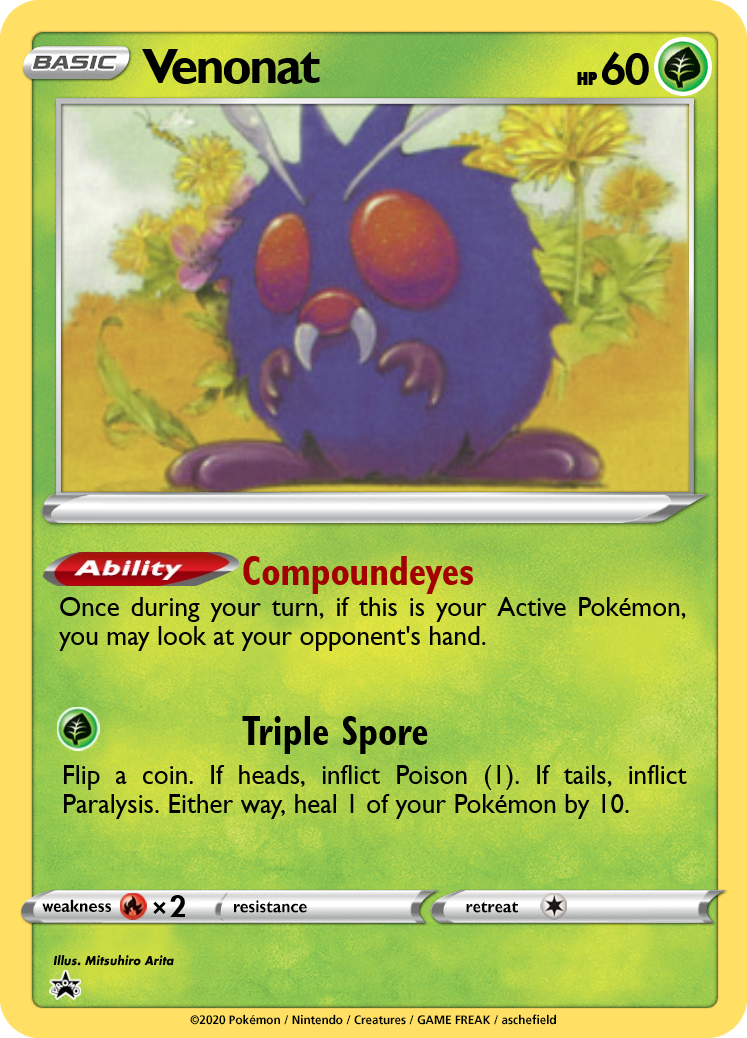 BASIC Venonat HP 60
Ability Compoundeyes
Once during your turn, if this is your Active Pokémon,
you may look at your opponent's hand.
Triple Spore
Flip a coin. If heads, inflict Poison (1). If tails, inflict
Paralysis. Either way, heal 1 of your Pokémon by 10.
weakness ×2 resistance retreat
Illus. Mitsuhiro Arita
PROMO
©2020 Pokémon / Nintendo / Creatures / GAME FREAK / aschefield